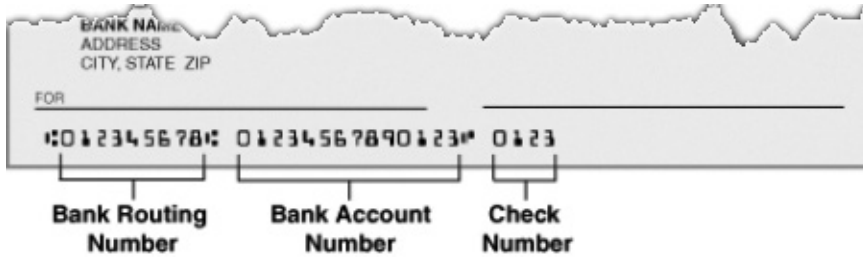 BANK NAME
ADDRESS
CITY, STATE ZIP
FOR
⑆012345678⑆ 01234567890123⑈ 0123
Bank Routing Number
Bank Account Number
Check Number